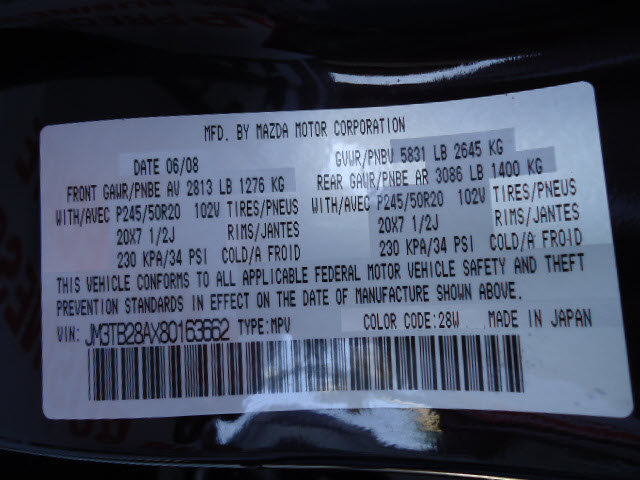 MFD. BY MAZDA MOTOR CORPORATION
DATE 06/08 GVWR/PNBV 5831 LB 2645 KG
FRONT GAWR/PNBE AV 2813 LB 1276 KG REAR GAWR/PNBE AR 3086 LB 1400 KG
WITH/AVEC P245/50R20 102V TIRES/PNEUS WITH/AVEC P245/50R20 102V TIRES/PNEUS
20X7 1/2J RIMS/JANTES 20X7 1/2J RIMS/JANTES
230 KPA/34 PSI COLD/A FROID 230 KPA/34 PSI COLD/A FROID
THIS VEHICLE CONFORMS TO ALL APPLICABLE FEDERAL MOTOR VEHICLE SAFETY AND THEFT
PREVENTION STANDARDS IN EFFECT ON THE DATE OF MANUFACTURE SHOWN ABOVE.
VIN: JM3TB28AX80163662 TYPE:MPV COLOR CODE:28W MADE IN JAPAN